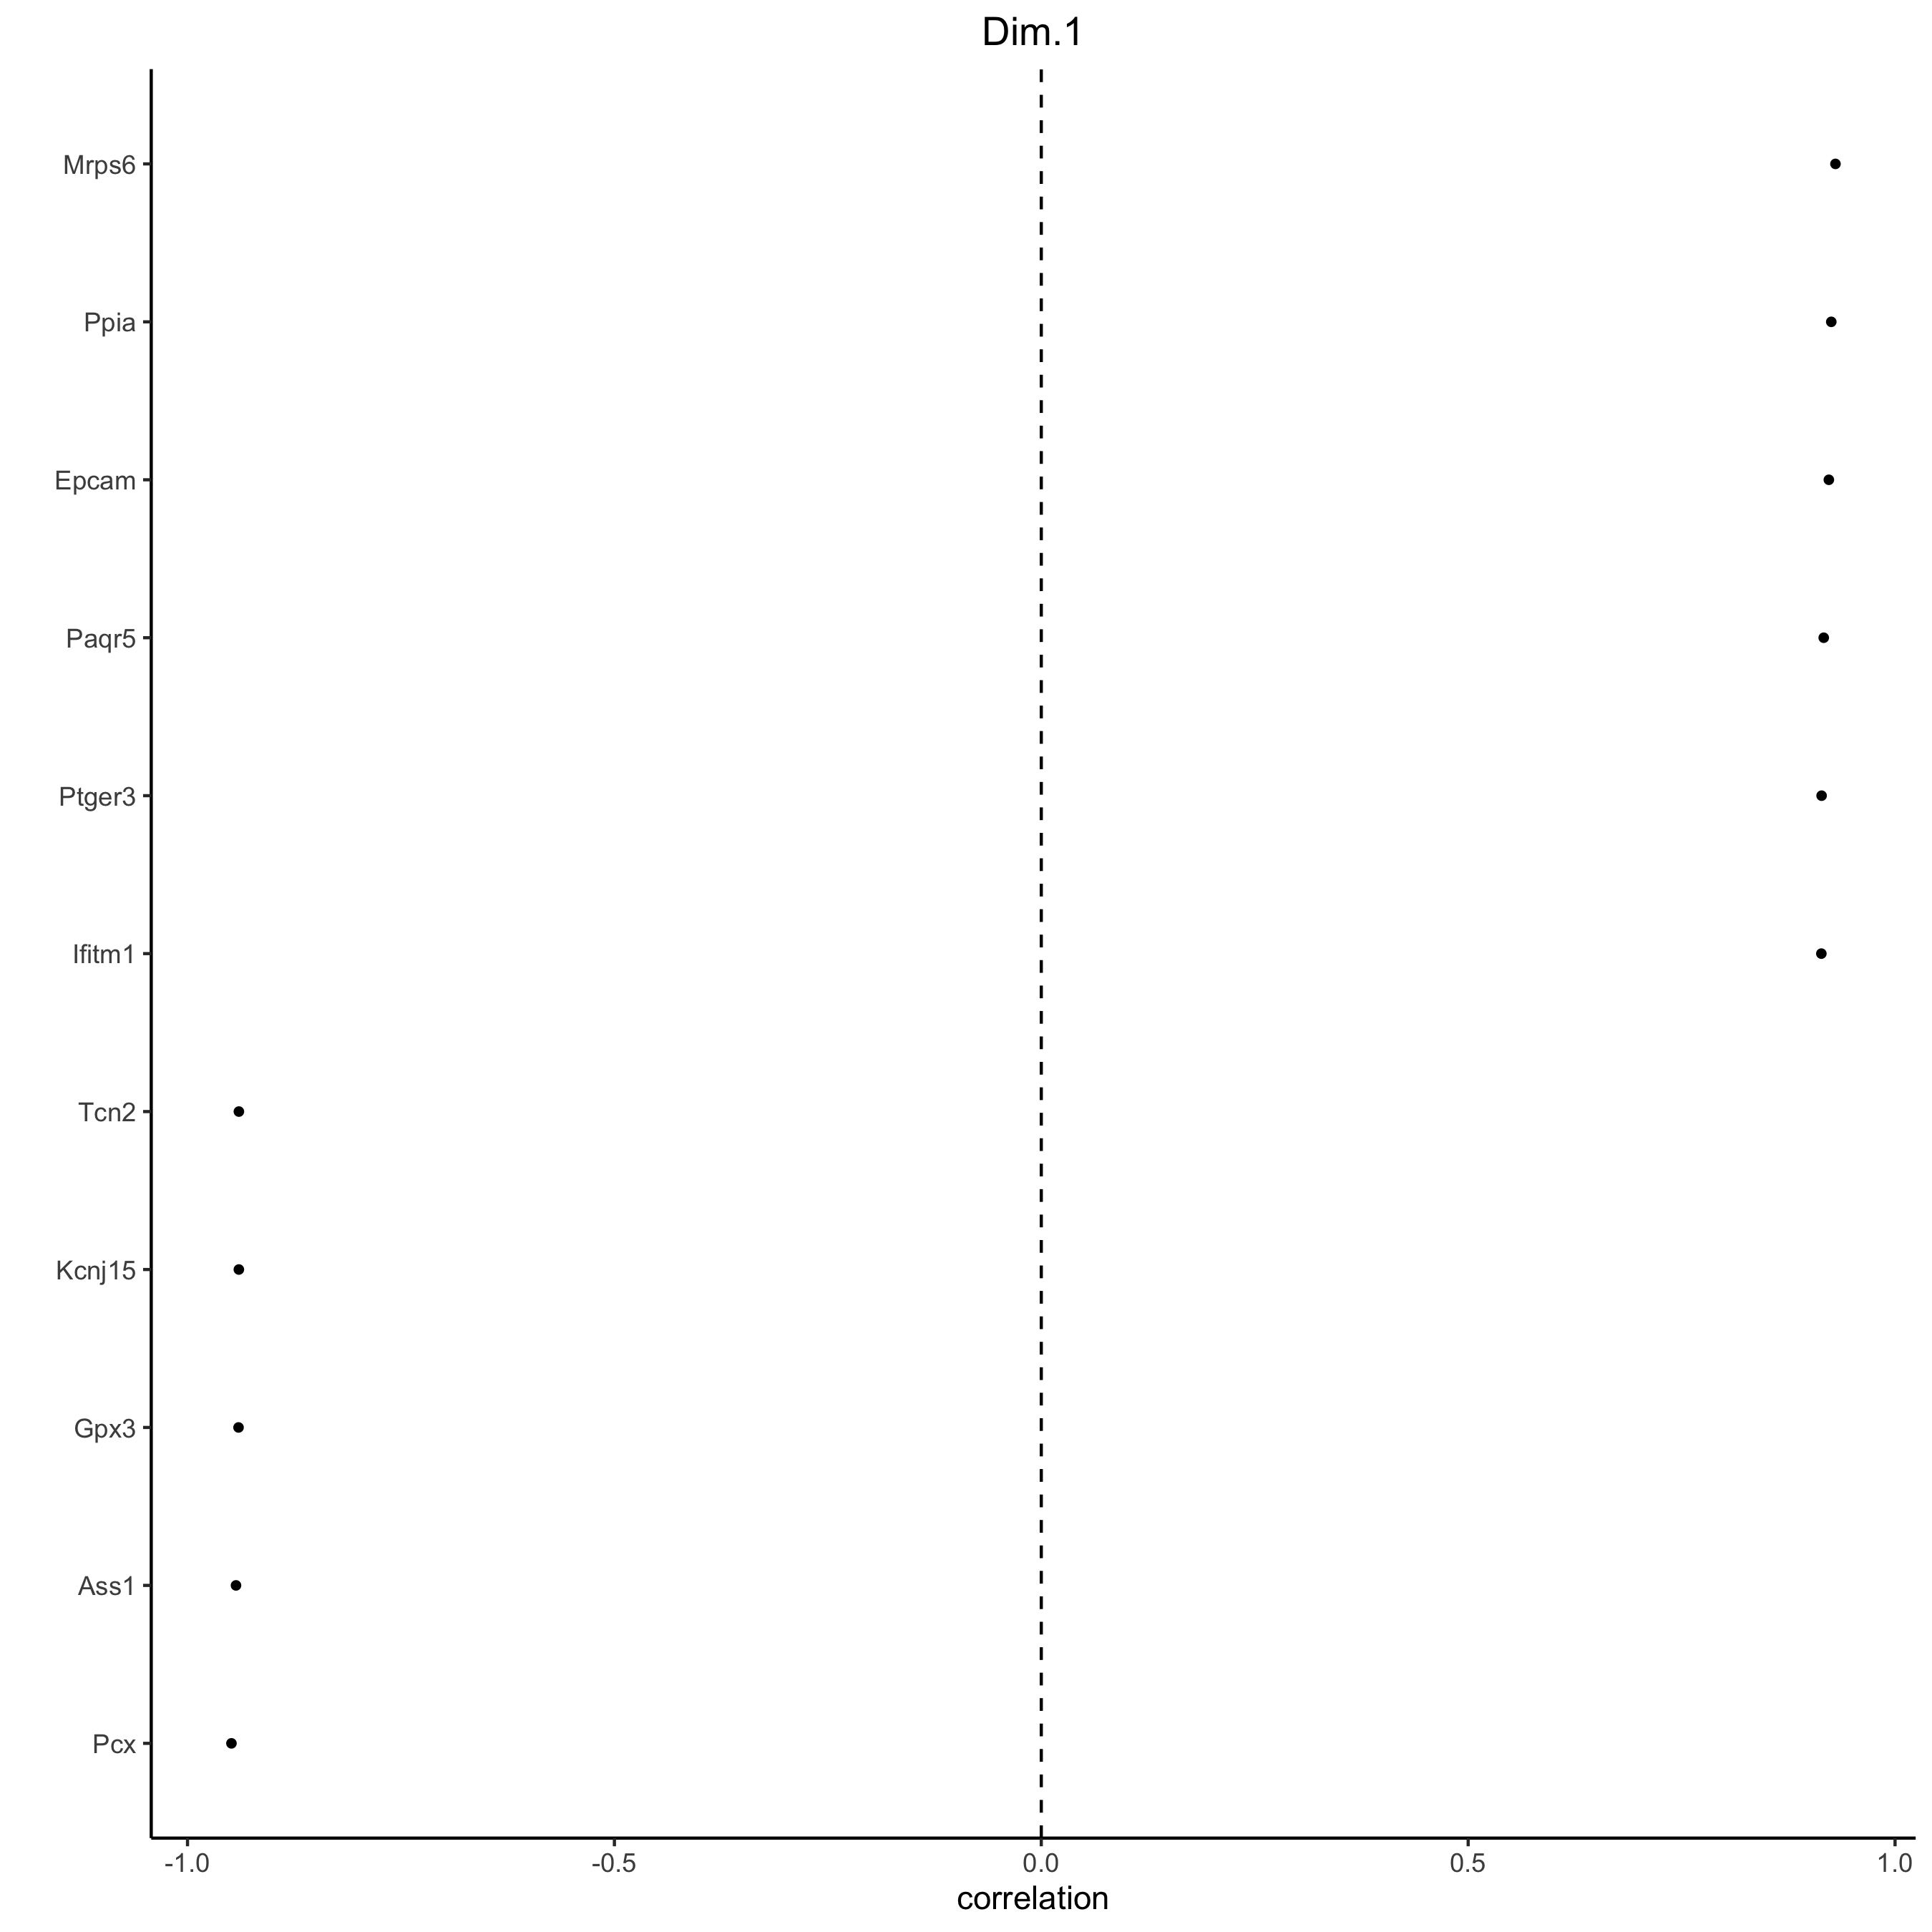 Dim.1
Mrps6
Ppia
Epcam
Paqr5
Ptger3
Ifitm1
Tcn2
Kcnj15
Gpx3
Ass1
Pcx
-1.0 -0.5 0.0 0.5 1.0
correlation